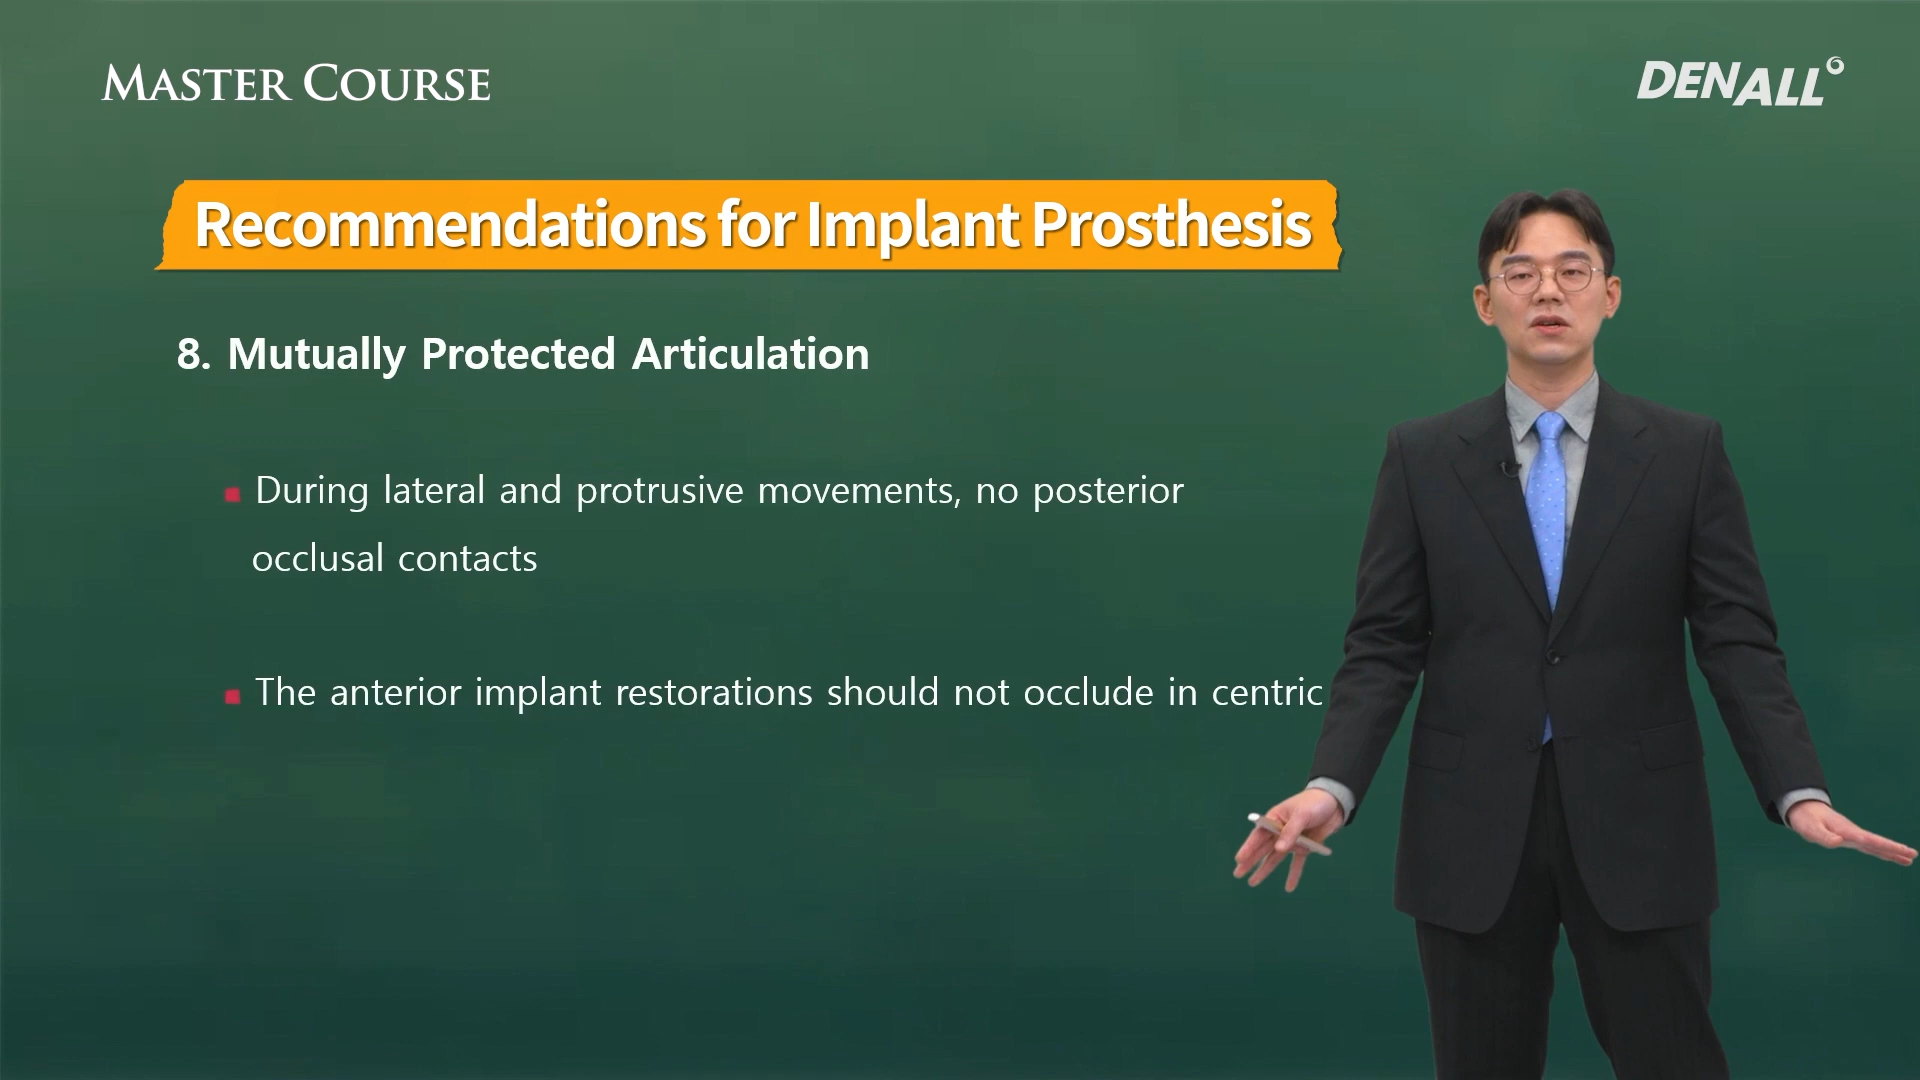 MASTER COURSE
DENALL
Recommendations for Implant Prosthesis
8. Mutually Protected Articulation
During lateral and protrusive movements, no posterior
occlusal contacts
The anterior implant restorations should not occlude in centric